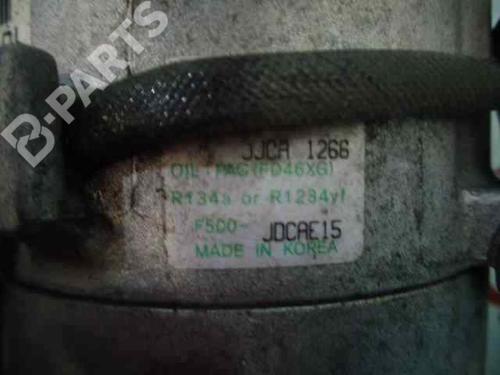 B-PARTS
JJCA 1266
OIL : PAG (FD46XG)
R134a or R1234yf
F500- JDCAE15
MADE IN KOREA